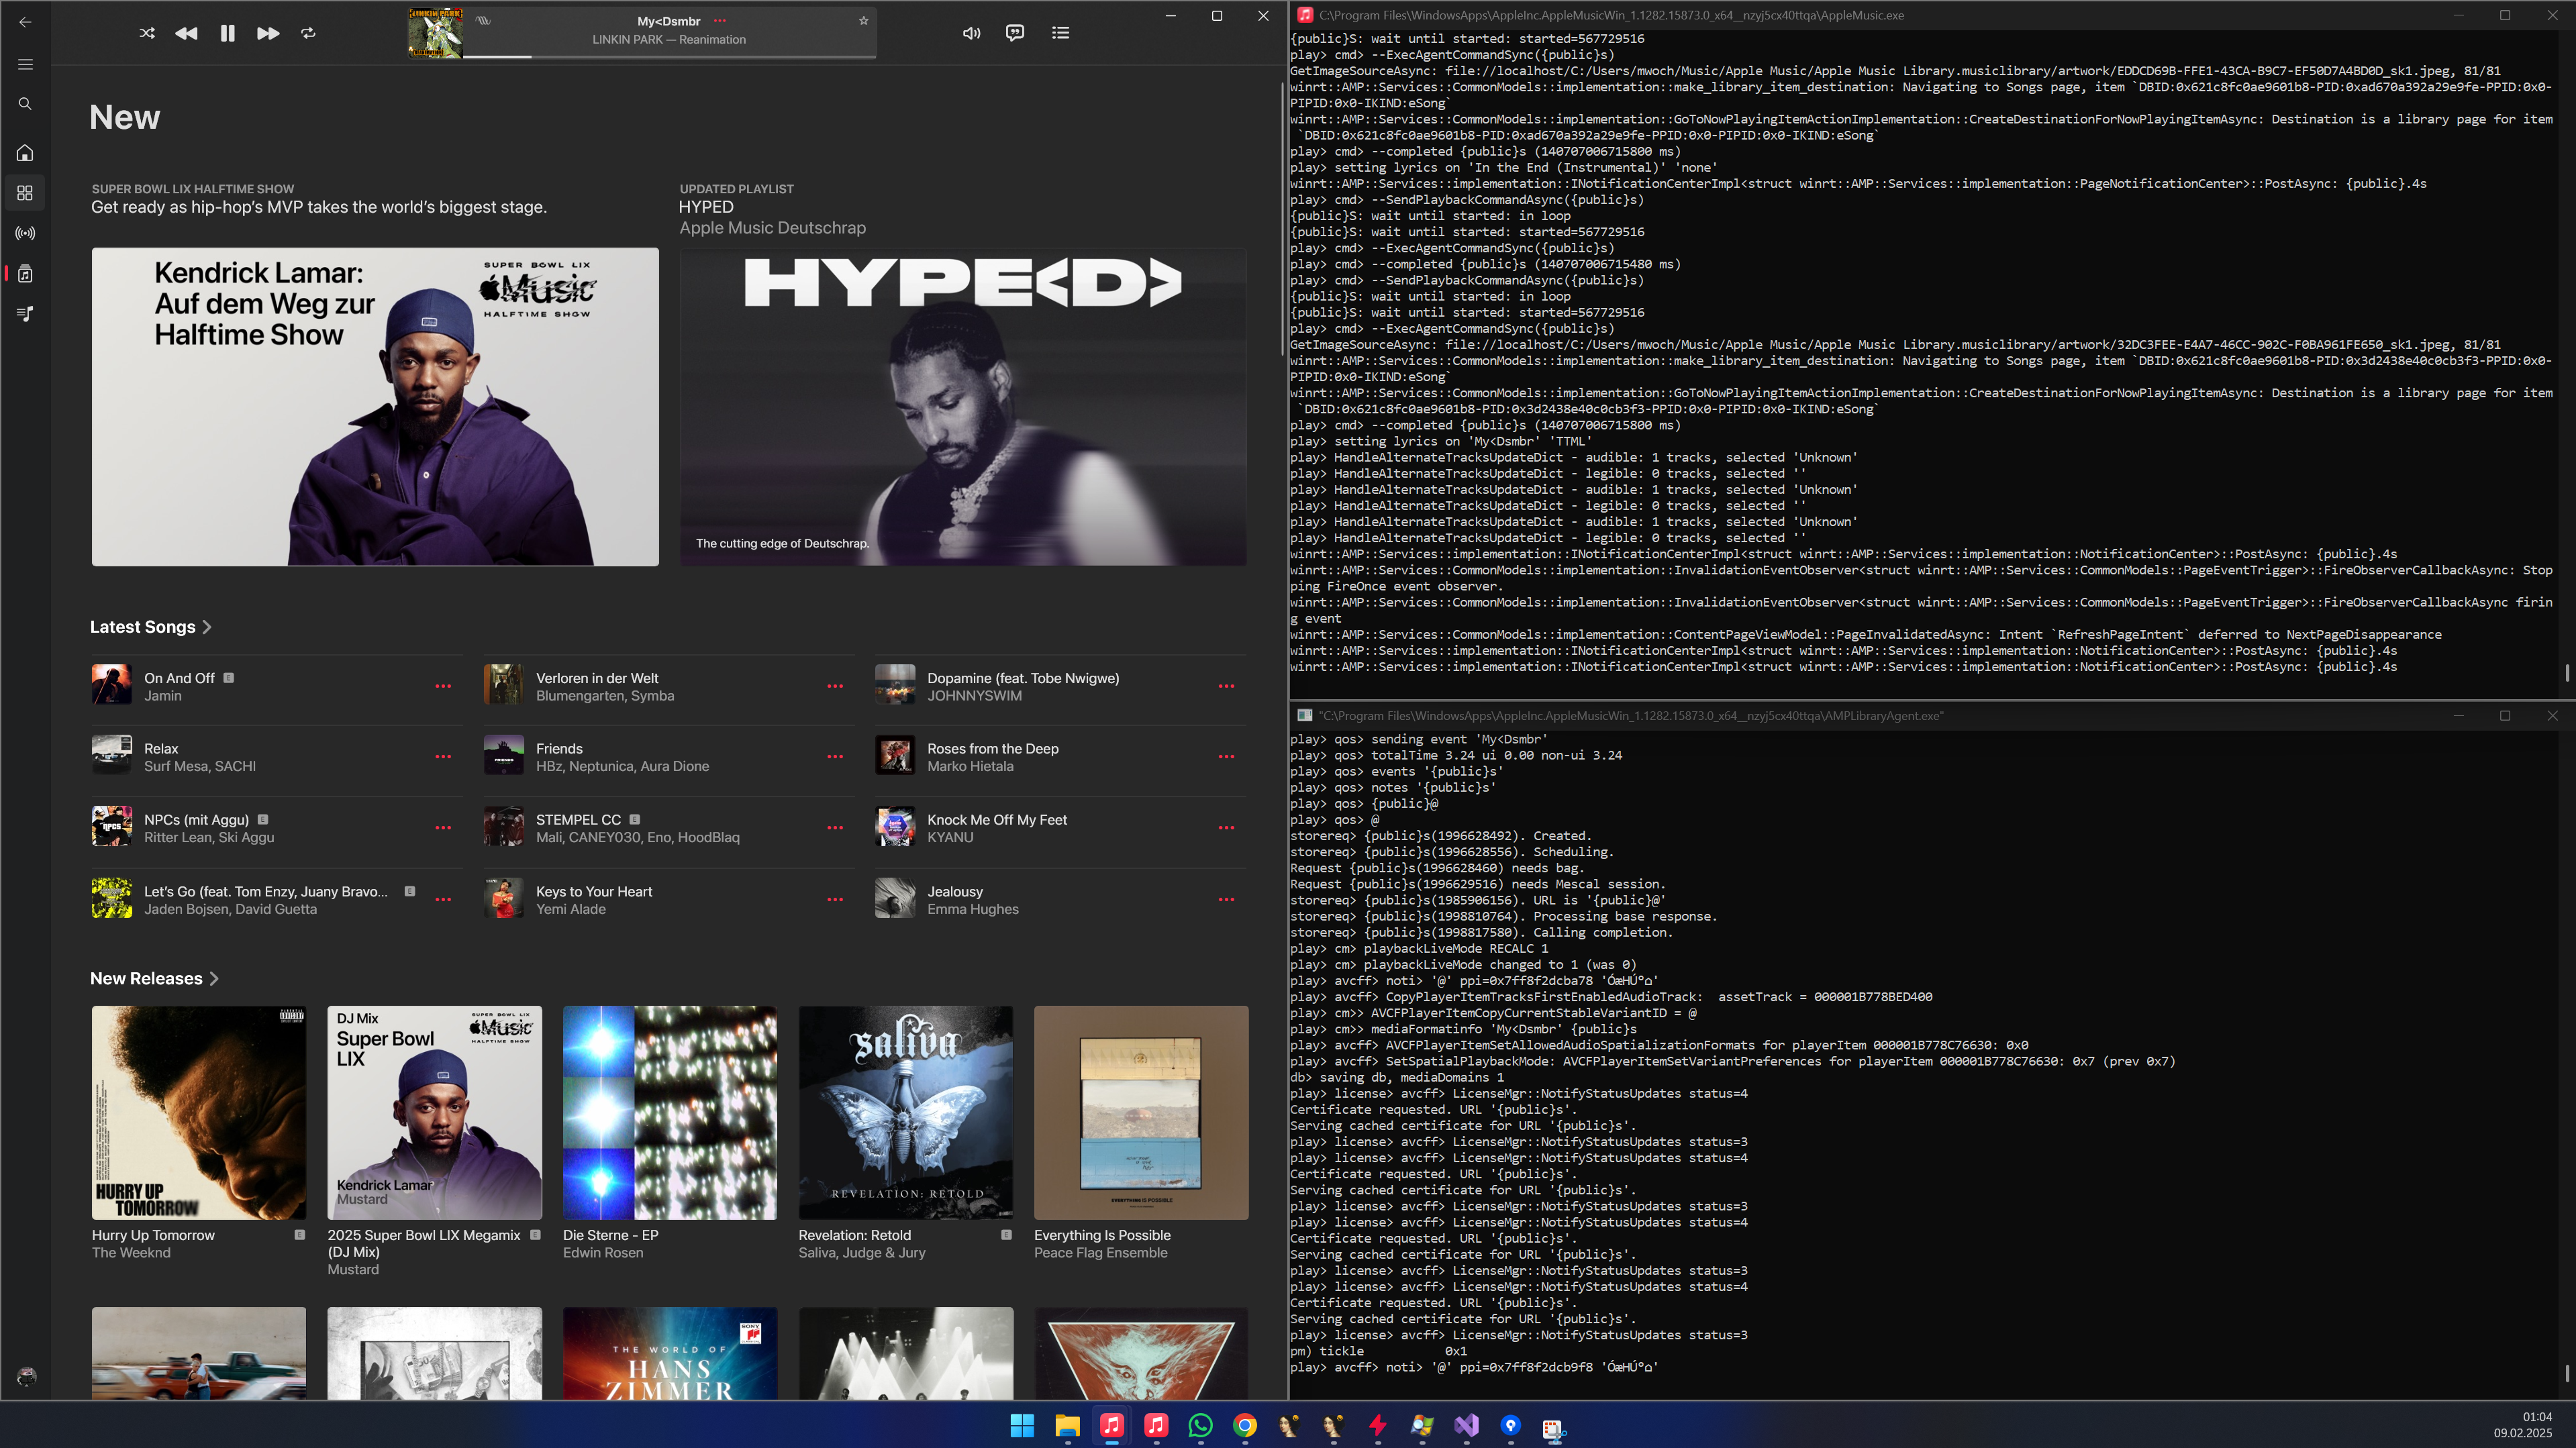 My<Dsmbr
LINKIN PARK — Reanimation
New
SUPER BOWL LIX HALFTIME SHOW
Get ready as hip-hop’s MVP takes the world’s biggest stage.
UPDATED PLAYLIST
HYPED
Apple Music Deutschrap
Kendrick Lamar:
Auf dem Weg zur
Halftime Show
SUPER BOWL LIX
Music
HALFTIME SHOW
HYPE<D>
The cutting edge of Deutschrap.
Latest Songs
On And Off E
Jamin
Verloren in der Welt
Blumengarten, Symba
Dopamine (feat. Tobe Nwigwe)
JOHNNYSWIM
Relax
Surf Mesa, SACHI
Friends
HBz, Neptunica, Aura Dione
Roses from the Deep
Marko Hietala
NPCs (mit Aggu) E
Ritter Lean, Ski Aggu
STEMPEL CC E
Mali, CANEY030, Eno, HoodBlaq
Knock Me Off My Feet
KYANU
Let’s Go (feat. Tom Enzy, Juany Bravo... E
Jaden Bojsen, David Guetta
Keys to Your Heart
Yemi Alade
Jealousy
Emma Hughes
New Releases
HURRY UP
TOMORROW
DJ Mix
Super Bowl
LIX
Music
HALFTIME SHOW
Kendrick Lamar
Mustard
saliva
REVELATION: RETOLD
EVERYTHING IS POSSIBLE
Hurry Up Tomorrow E
The Weeknd
2025 Super Bowl LIX Megamix E
(DJ Mix)
Mustard
Die Sterne - EP
Edwin Rosen
Revelation: Retold E
Saliva, Judge & Jury
Everything Is Possible
Peace Flag Ensemble
SONY
THE WORLD OF
HANS
ZIMMER
C:\Program Files\WindowsApps\AppleInc.AppleMusicWin_1.1282.15873.0_x64__nzyj5cx40ttqa\AppleMusic.exe
{public}S: wait until started: started=567729516
play> cmd> --ExecAgentCommandSync({public}s)
GetImageSourceAsync: file://localhost/C:/Users/mwoch/Music/Apple Music/Apple Music Library.musiclibrary/artwork/EDDCD69B-FFE1-43CA-B9C7-EF50D7A4BD0D_sk1.jpeg, 81/81
winrt::AMP::Services::CommonModels::implementation::make_library_item_destination: Navigating to Songs page, item `DBID:0x621c8fc0ae9601b8-PID:0xad670a392a29e9fe-PPID:0x0-
PIPID:0x0-IKIND:eSong`
winrt::AMP::Services::CommonModels::implementation::GoToNowPlayingItemActionImplementation::CreateDestinationForNowPlayingItemAsync: Destination is a library page for item
`DBID:0x621c8fc0ae9601b8-PID:0xad670a392a29e9fe-PPID:0x0-PIPID:0x0-IKIND:eSong`
play> cmd> --completed {public}s (140707006715800 ms)
play> setting lyrics on 'In the End (Instrumental)' 'none'
winrt::AMP::Services::implementation::INotificationCenterImpl<struct winrt::AMP::Services::implementation::PageNotificationCenter>::PostAsync: {public}.4s
play> cmd> --SendPlaybackCommandAsync({public}s)
{public}S: wait until started: in loop
{public}S: wait until started: started=567729516
play> cmd> --ExecAgentCommandSync({public}s)
play> cmd> --completed {public}s (140707006715480 ms)
play> cmd> --SendPlaybackCommandAsync({public}s)
{public}S: wait until started: in loop
{public}S: wait until started: started=567729516
play> cmd> --ExecAgentCommandSync({public}s)
GetImageSourceAsync: file://localhost/C:/Users/mwoch/Music/Apple Music/Apple Music Library.musiclibrary/artwork/32DC3FEE-E4A7-46CC-902C-F0BA961FE650_sk1.jpeg, 81/81
winrt::AMP::Services::CommonModels::implementation::make_library_item_destination: Navigating to Songs page, item `DBID:0x621c8fc0ae9601b8-PID:0x3d2438e40c0cb3f3-PPID:0x0-
PIPID:0x0-IKIND:eSong`
winrt::AMP::Services::CommonModels::implementation::GoToNowPlayingItemActionImplementation::CreateDestinationForNowPlayingItemAsync: Destination is a library page for item
`DBID:0x621c8fc0ae9601b8-PID:0x3d2438e40c0cb3f3-PPID:0x0-PIPID:0x0-IKIND:eSong`
play> cmd> --completed {public}s (140707006715800 ms)
play> setting lyrics on 'My<Dsmbr' 'TTML'
play> HandleAlternateTracksUpdateDict - audible: 1 tracks, selected 'Unknown'
play> HandleAlternateTracksUpdateDict - legible: 0 tracks, selected ''
play> HandleAlternateTracksUpdateDict - audible: 1 tracks, selected 'Unknown'
play> HandleAlternateTracksUpdateDict - legible: 0 tracks, selected ''
play> HandleAlternateTracksUpdateDict - audible: 1 tracks, selected 'Unknown'
play> HandleAlternateTracksUpdateDict - legible: 0 tracks, selected ''
winrt::AMP::Services::implementation::INotificationCenterImpl<struct winrt::AMP::Services::implementation::NotificationCenter>::PostAsync: {public}.4s
winrt::AMP::Services::CommonModels::implementation::InvalidationEventObserver<struct winrt::AMP::Services::CommonModels::PageEventTrigger>::FireObserverCallbackAsync: Stop
ping FireOnce event observer.
winrt::AMP::Services::CommonModels::implementation::InvalidationEventObserver<struct winrt::AMP::Services::CommonModels::PageEventTrigger>::FireObserverCallbackAsync firin
g event
winrt::AMP::Services::CommonModels::implementation::ContentPageViewModel::PageInvalidatedAsync: Intent `RefreshPageIntent` deferred to NextPageDisappearance
winrt::AMP::Services::implementation::INotificationCenterImpl<struct winrt::AMP::Services::implementation::NotificationCenter>::PostAsync: {public}.4s
winrt::AMP::Services::implementation::INotificationCenterImpl<struct winrt::AMP::Services::implementation::NotificationCenter>::PostAsync: {public}.4s
"C:\Program Files\WindowsApps\AppleInc.AppleMusicWin_1.1282.15873.0_x64__nzyj5cx40ttqa\AMPLibraryAgent.exe"
play> qos> sending event 'My<Dsmbr'
play> qos> totalTime 3.24 ui 0.00 non-ui 3.24
play> qos> events '{public}s'
play> qos> notes '{public}s'
play> qos> {public}@
play> qos> @
storereq> {public}s(1996628492). Created.
storereq> {public}s(1996628556). Scheduling.
Request {public}s(1996628460) needs bag.
Request {public}s(1996629516) needs Mescal session.
storereq> {public}s(1985906156). URL is '{public}@'
storereq> {public}s(1998810764). Processing base response.
storereq> {public}s(1998817580). Calling completion.
play> cm> playbackLiveMode RECALC 1
play> cm> playbackLiveMode changed to 1 (was 0)
play> avcff> noti> '@' ppi=0x7ff8f2dcba78 'ÓæHÚºΩ'
play> avcff> CopyPlayerItemTracksFirstEnabledAudioTrack:  assetTrack = 000001B778BED400
play> cm>> AVCFPlayerItemCopyCurrentStableVariantID = @
play> cm>> mediaFormatinfo 'My<Dsmbr' {public}s
play> avcff> AVCFPlayerItemSetAllowedAudioSpatializationFormats for playerItem 000001B778C76630: 0x0
play> avcff> SetSpatialPlaybackMode: AVCFPlayerItemSetVariantPreferences for playerItem 000001B778C76630: 0x7 (prev 0x7)
db> saving db, mediaDomains 1
play> license> avcff> LicenseMgr::NotifyStatusUpdates status=4
Certificate requested. URL '{public}s'.
Serving cached certificate for URL '{public}s'.
play> license> avcff> LicenseMgr::NotifyStatusUpdates status=3
play> license> avcff> LicenseMgr::NotifyStatusUpdates status=4
Certificate requested. URL '{public}s'.
Serving cached certificate for URL '{public}s'.
play> license> avcff> LicenseMgr::NotifyStatusUpdates status=3
play> license> avcff> LicenseMgr::NotifyStatusUpdates status=4
Certificate requested. URL '{public}s'.
Serving cached certificate for URL '{public}s'.
play> license> avcff> LicenseMgr::NotifyStatusUpdates status=3
play> license> avcff> LicenseMgr::NotifyStatusUpdates status=4
Certificate requested. URL '{public}s'.
Serving cached certificate for URL '{public}s'.
play> license> avcff> LicenseMgr::NotifyStatusUpdates status=3
pm) tickle 0x1
play> avcff> noti> '@' ppi=0x7ff8f2dcb9f8 'ÓæHÚºΩ'
01:04
09.02.2025